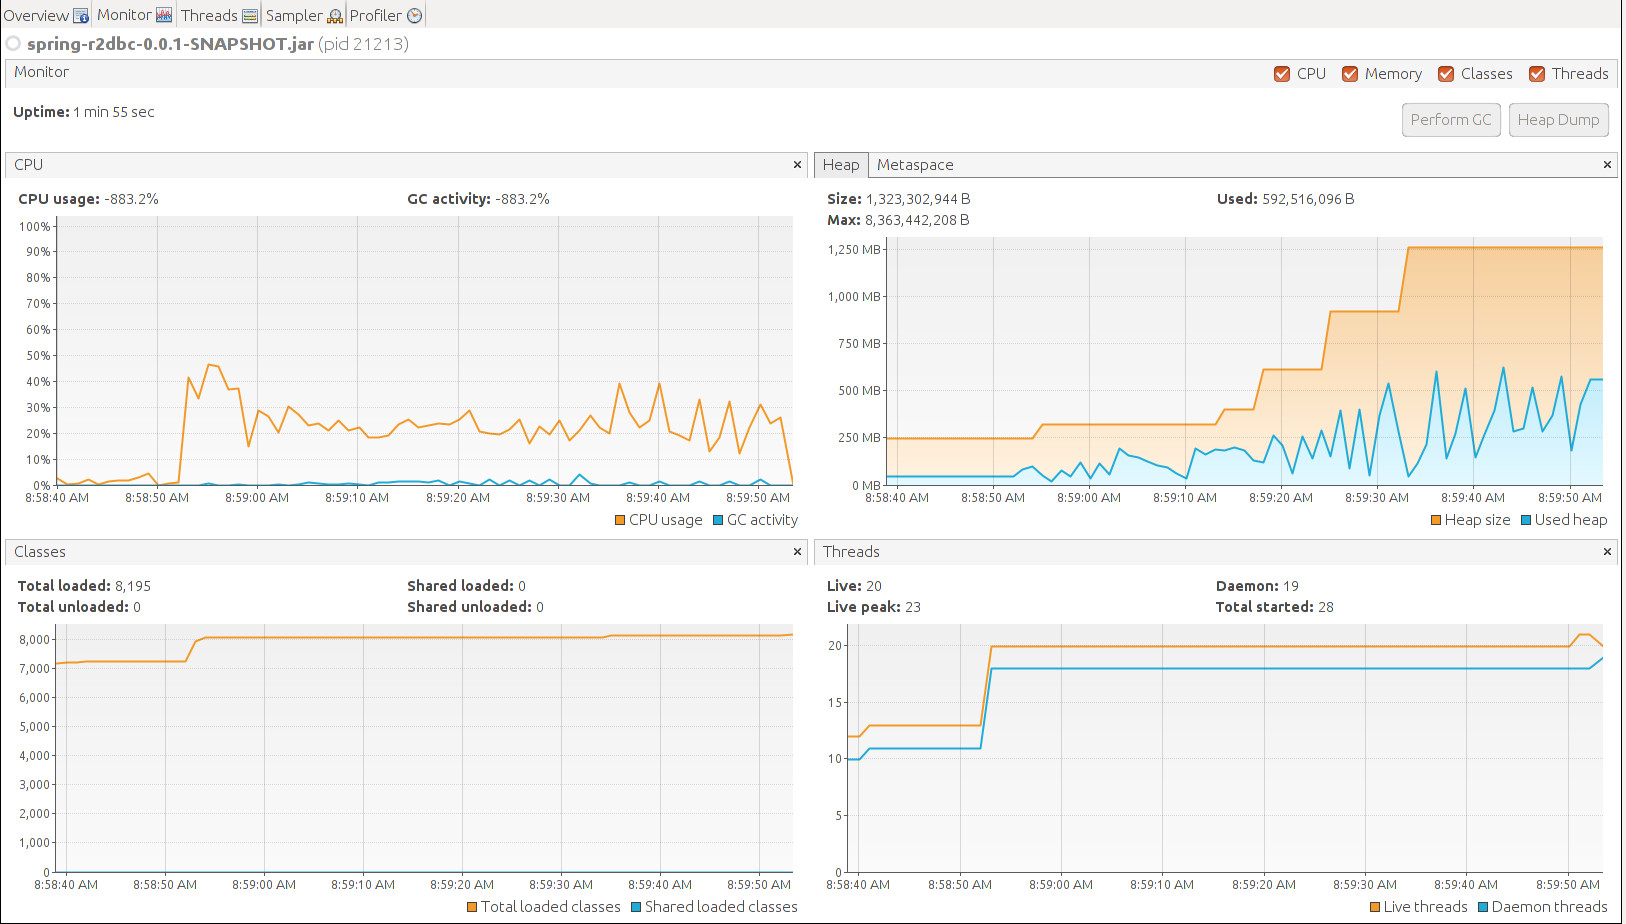 Overview Monitor Threads Sampler Profiler
spring-r2dbc-0.0.1-SNAPSHOT.jar (pid 21213)
Monitor CPU Memory Classes Threads
Uptime: 1 min 55 sec
Perform GC Heap Dump
CPU
CPU usage: -883.2% GC activity: -883.2%
100%
90%
80%
70%
60%
50%
40%
30%
20%
10%
0%
8:58:40 AM 8:58:50 AM 8:59:00 AM 8:59:10 AM 8:59:20 AM 8:59:30 AM 8:59:40 AM 8:59:50 AM
CPU usage GC activity
Heap Metaspace
Size: 1,323,302,944 B Used: 592,516,096 B
Max: 8,363,442,208 B
1,250 MB
1,000 MB
750 MB
500 MB
250 MB
0 MB
8:58:40 AM 8:58:50 AM 8:59:00 AM 8:59:10 AM 8:59:20 AM 8:59:30 AM 8:59:40 AM 8:59:50 AM
Heap size Used heap
Classes
Total loaded: 8,195 Shared loaded: 0
Total unloaded: 0 Shared unloaded: 0
8,000
7,000
6,000
5,000
4,000
3,000
2,000
1,000
0
8:58:40 AM 8:58:50 AM 8:59:00 AM 8:59:10 AM 8:59:20 AM 8:59:30 AM 8:59:40 AM 8:59:50 AM
Total loaded classes Shared loaded classes
Threads
Live: 20 Daemon: 19
Live peak: 23 Total started: 28
20
15
10
5
0
8:58:40 AM 8:58:50 AM 8:59:00 AM 8:59:10 AM 8:59:20 AM 8:59:30 AM 8:59:40 AM 8:59:50 AM
Live threads Daemon threads